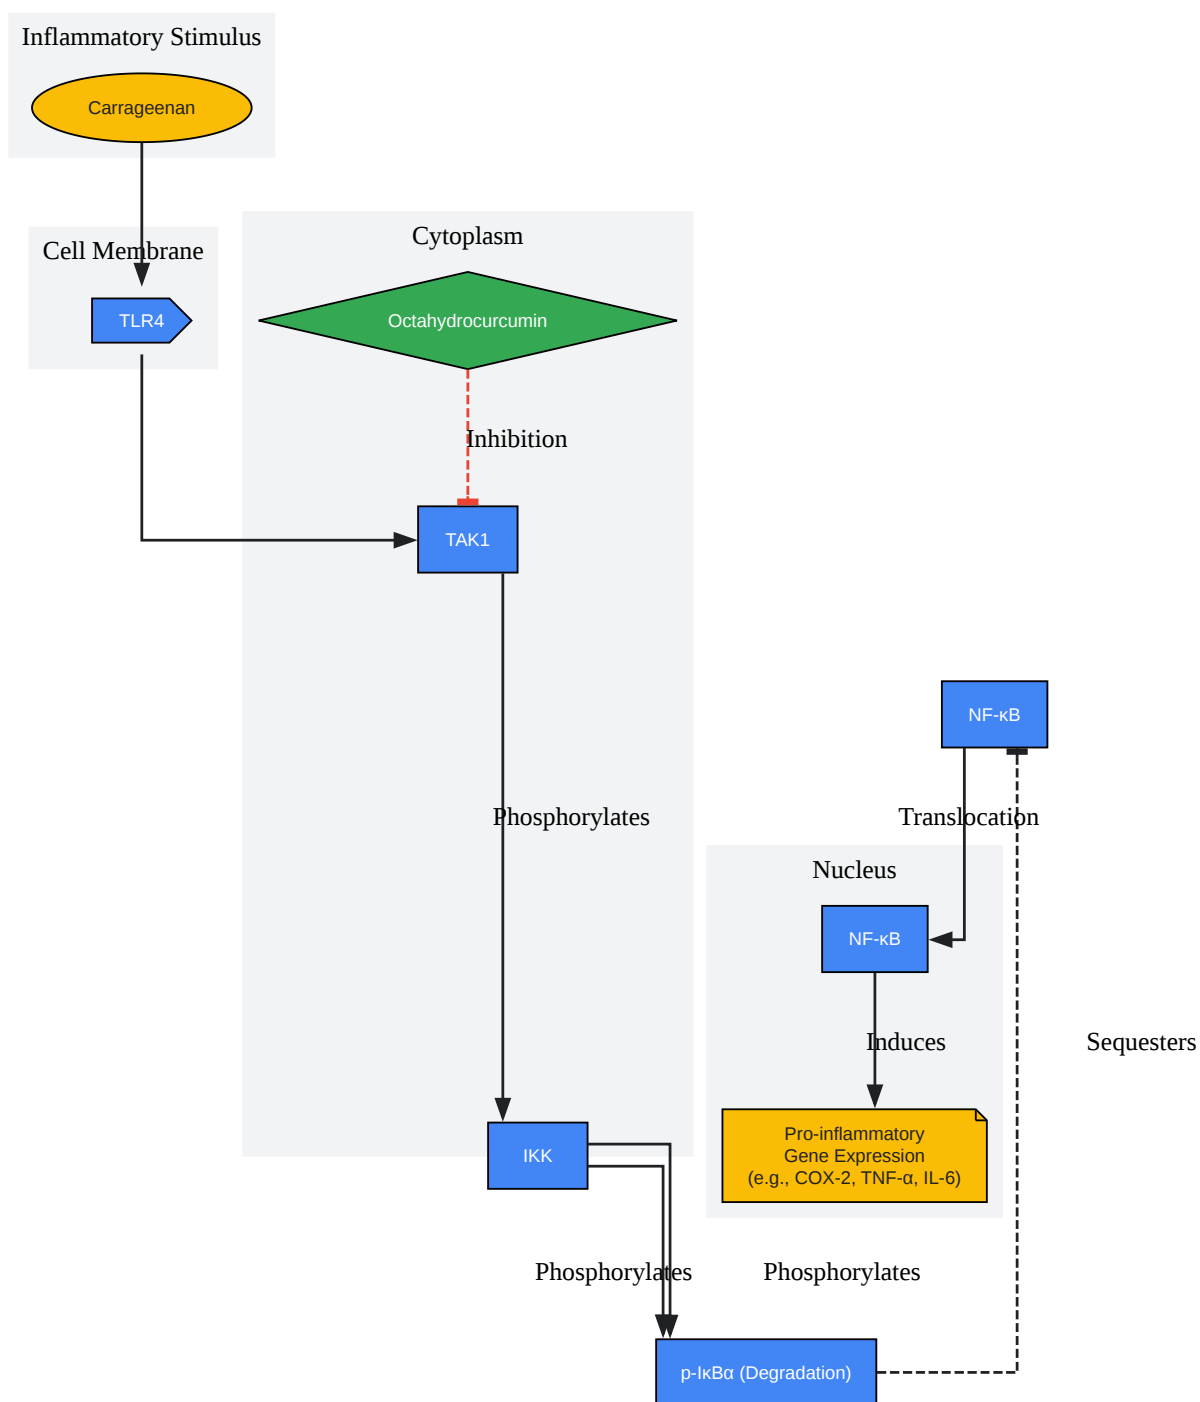 Inflammatory Stimulus
Carrageenan
Cell Membrane
TLR4
Cytoplasm
Octahydrocurcumin
Inhibition
TAK1
Phosphorylates
NF-κB
Translocation
Nucleus
NF-κB
Induces
Sequesters
Pro-inflammatory
Gene Expression
(e.g., COX-2, TNF-α, IL-6)
IKK
Phosphorylates
Phosphorylates
p-IκBα (Degradation)